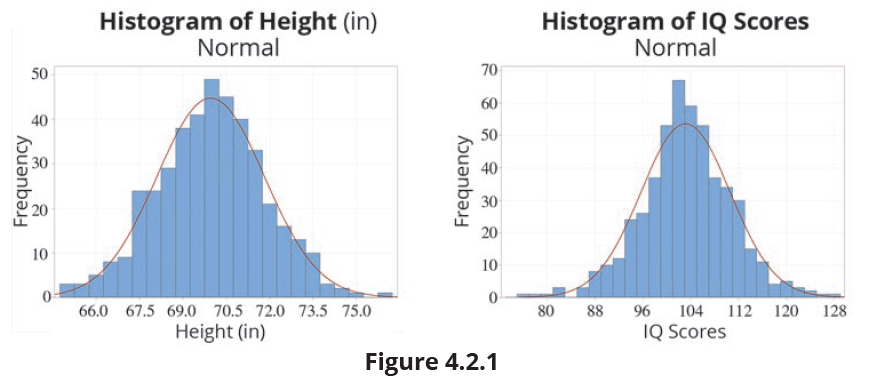 Histogram of Height (in)
Normal
50
40
30
20
10
0
Frequency
66.0 67.5 69.0 70.5 72.0 73.5 75.0
Height (in)
Histogram of IQ Scores
Normal
70
60
50
40
30
20
10
0
Frequency
80 88 96 104 112 120 128
IQ Scores
Figure 4.2.1